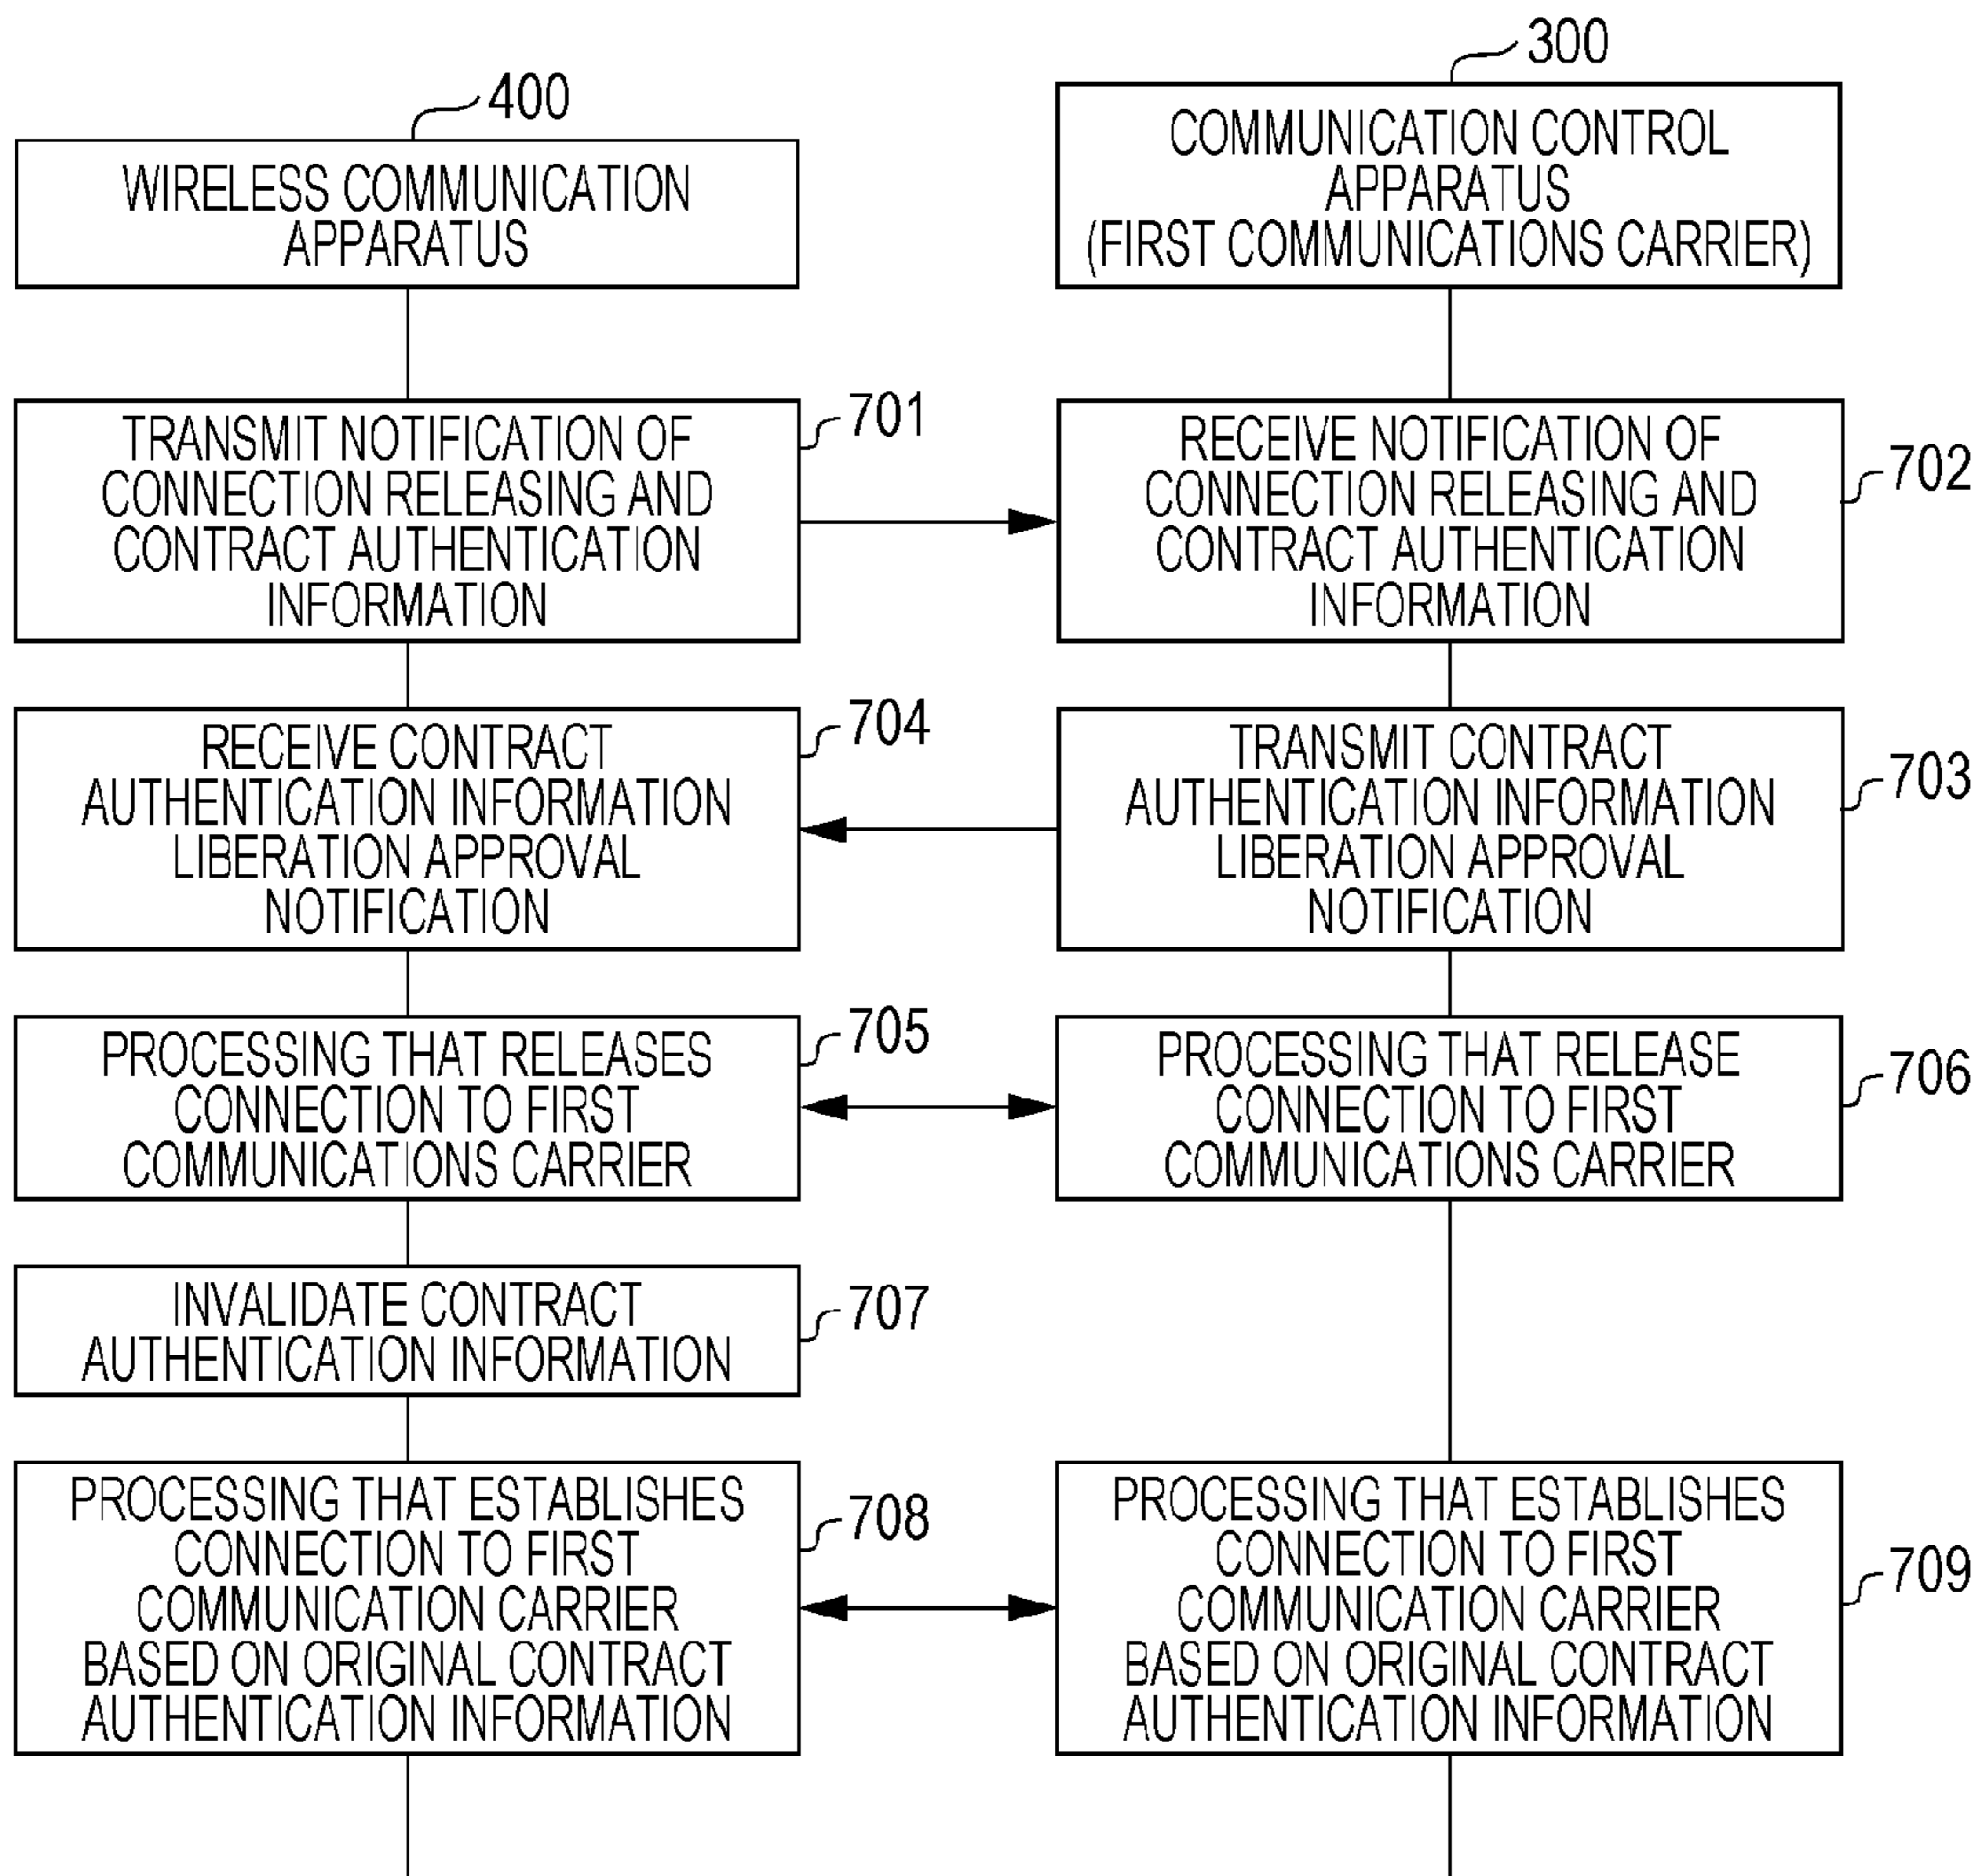 400
WIRELESS COMMUNICATION
APPARATUS
300
COMMUNICATION CONTROL
APPARATUS
(FIRST COMMUNICATIONS CARRIER)
701
TRANSMIT NOTIFICATION OF
CONNECTION RELEASING AND
CONTRACT AUTHENTICATION
INFORMATION
702
RECEIVE NOTIFICATION OF
CONNECTION RELEASING AND
CONTRACT AUTHENTICATION
INFORMATION
704
RECEIVE CONTRACT
AUTHENTICATION INFORMATION
LIBERATION APPROVAL
NOTIFICATION
703
TRANSMIT CONTRACT
AUTHENTICATION INFORMATION
LIBERATION APPROVAL
NOTIFICATION
705
PROCESSING THAT RELEASES
CONNECTION TO FIRST
COMMUNICATIONS CARRIER
706
PROCESSING THAT RELEASE
CONNECTION TO FIRST
COMMUNICATIONS CARRIER
707
INVALIDATE CONTRACT
AUTHENTICATION INFORMATION
708
PROCESSING THAT ESTABLISHES
CONNECTION TO FIRST
COMMUNICATION CARRIER
BASED ON ORIGINAL CONTRACT
AUTHENTICATION INFORMATION
709
PROCESSING THAT ESTABLISHES
CONNECTION TO FIRST
COMMUNICATION CARRIER
BASED ON ORIGINAL CONTRACT
AUTHENTICATION INFORMATION